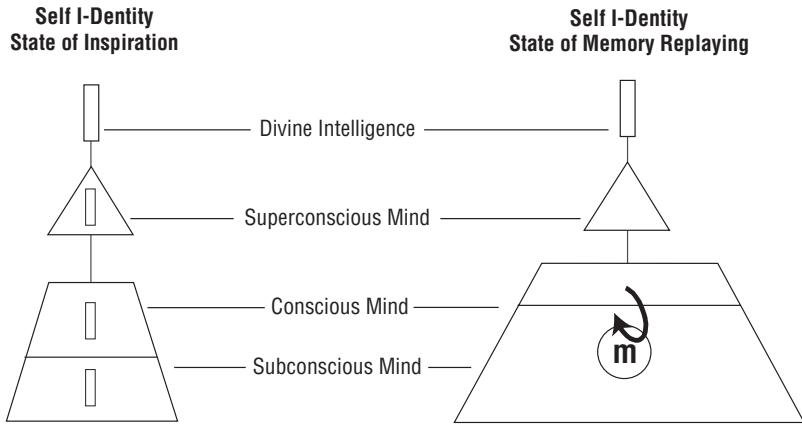 Self I-Dentity
State of Inspiration
Self I-Dentity
State of Memory Replaying
Divine Intelligence
Superconscious Mind
Conscious Mind
Subconscious Mind
m